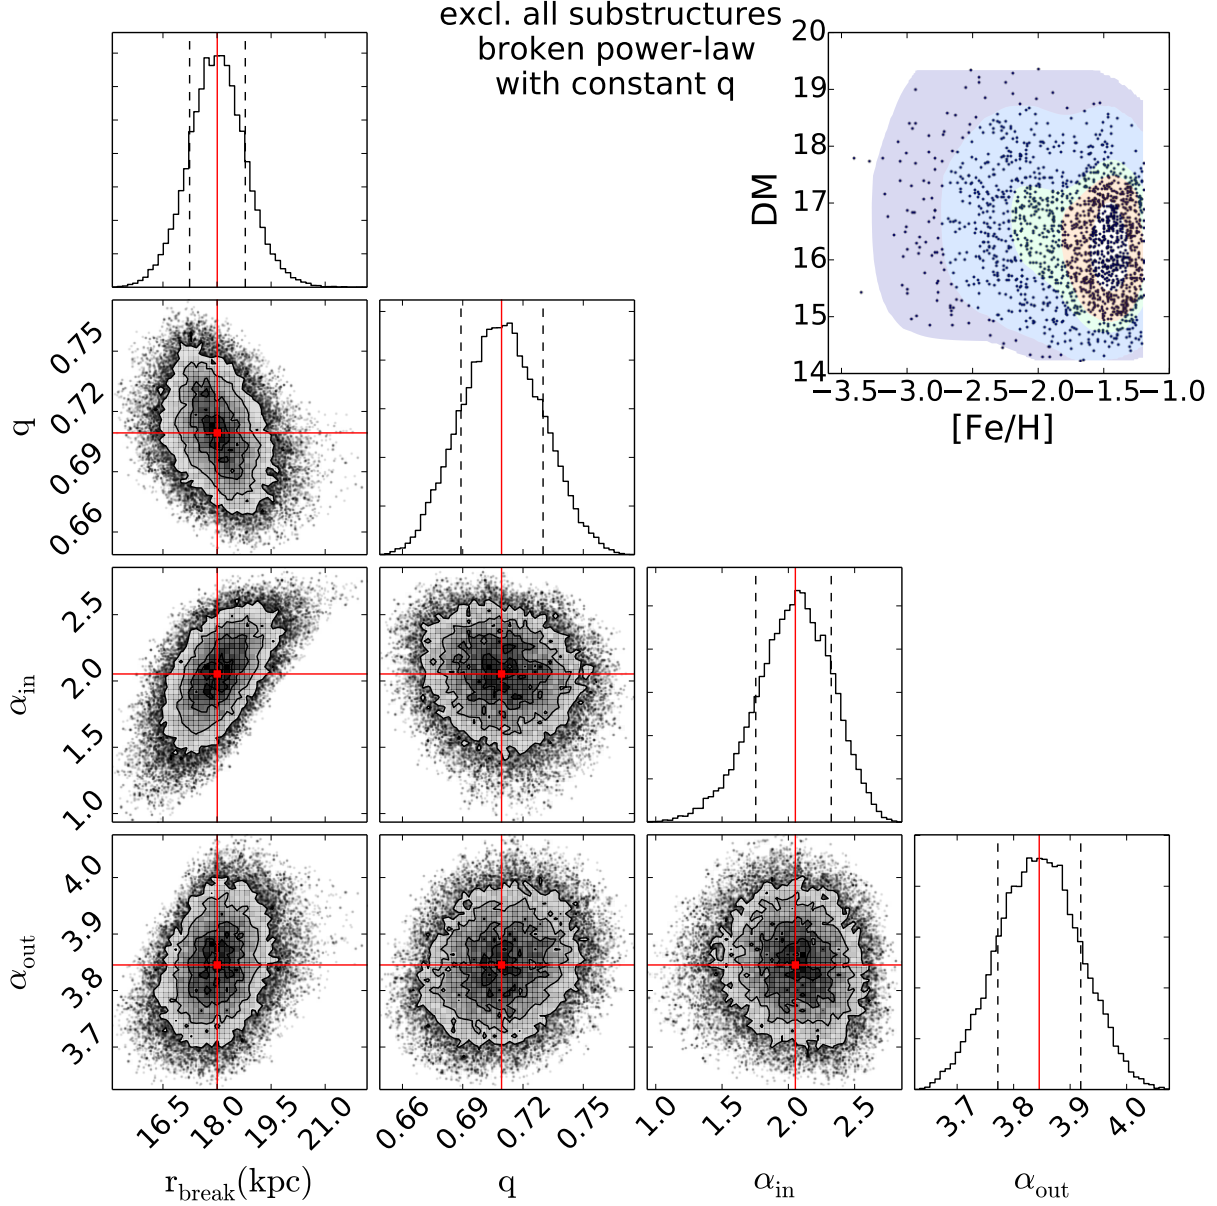 excl. all substructures
broken power-law
with constant q
20
19
18
17
16
15
14
DM
−3.5 −3.0 −2.5 −2.0 −1.5 −1.0
[Fe/H]
0.75
0.72
0.69
0.66
q
2.5
2.0
1.5
1.0
α_in
4.0
3.9
3.8
3.7
α_out
16.5 18.0 19.5 21.0
0.66 0.69 0.72 0.75
1.0 1.5 2.0 2.5
3.7 3.8 3.9 4.0
r_break(kpc) q α_in α_out